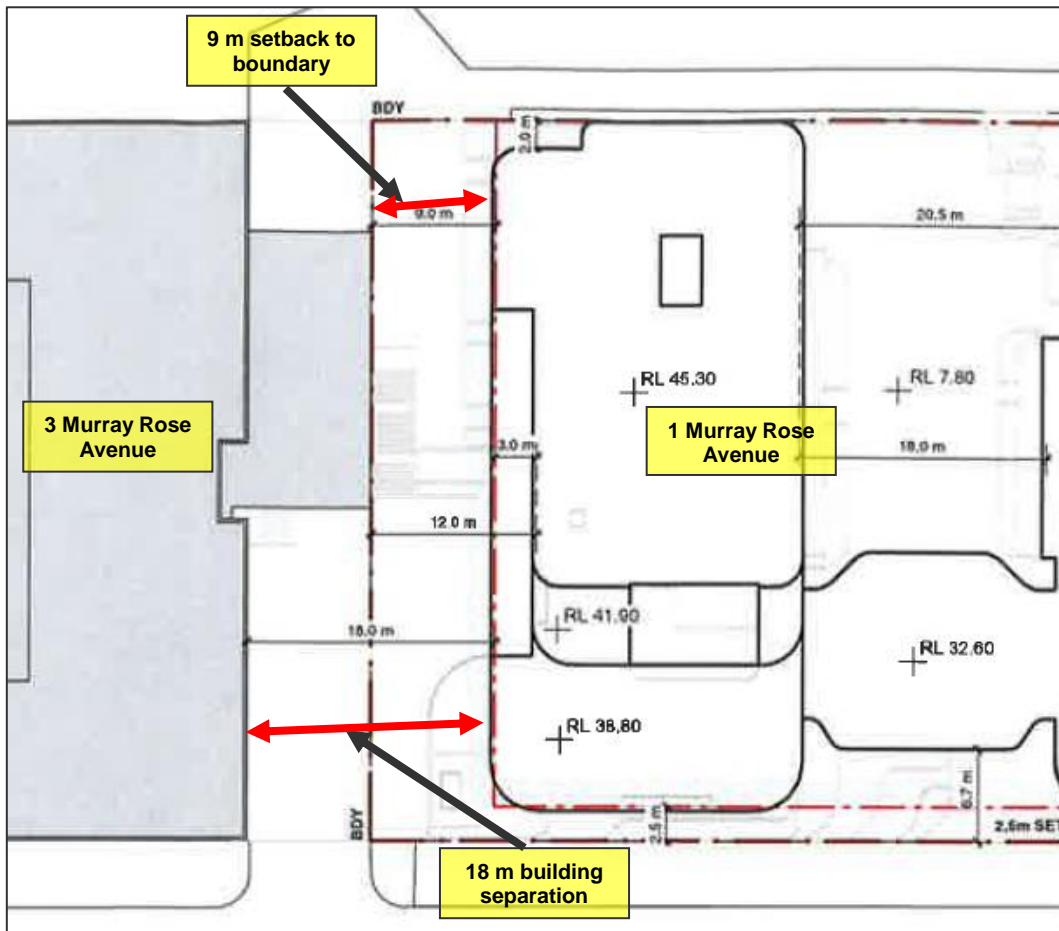 9 m setback to
boundary
BDY
2.0 m
9.0 m
20.5 m
RL 45.30
RL 7.80
3 Murray Rose
Avenue
1 Murray Rose
Avenue
3.0 m
18.0 m
12.0 m
RL 41.90
18.0 m
RL 32.60
RL 38.80
6.7 m
BDY
2.5 m
2.5m SET
18 m building
separation